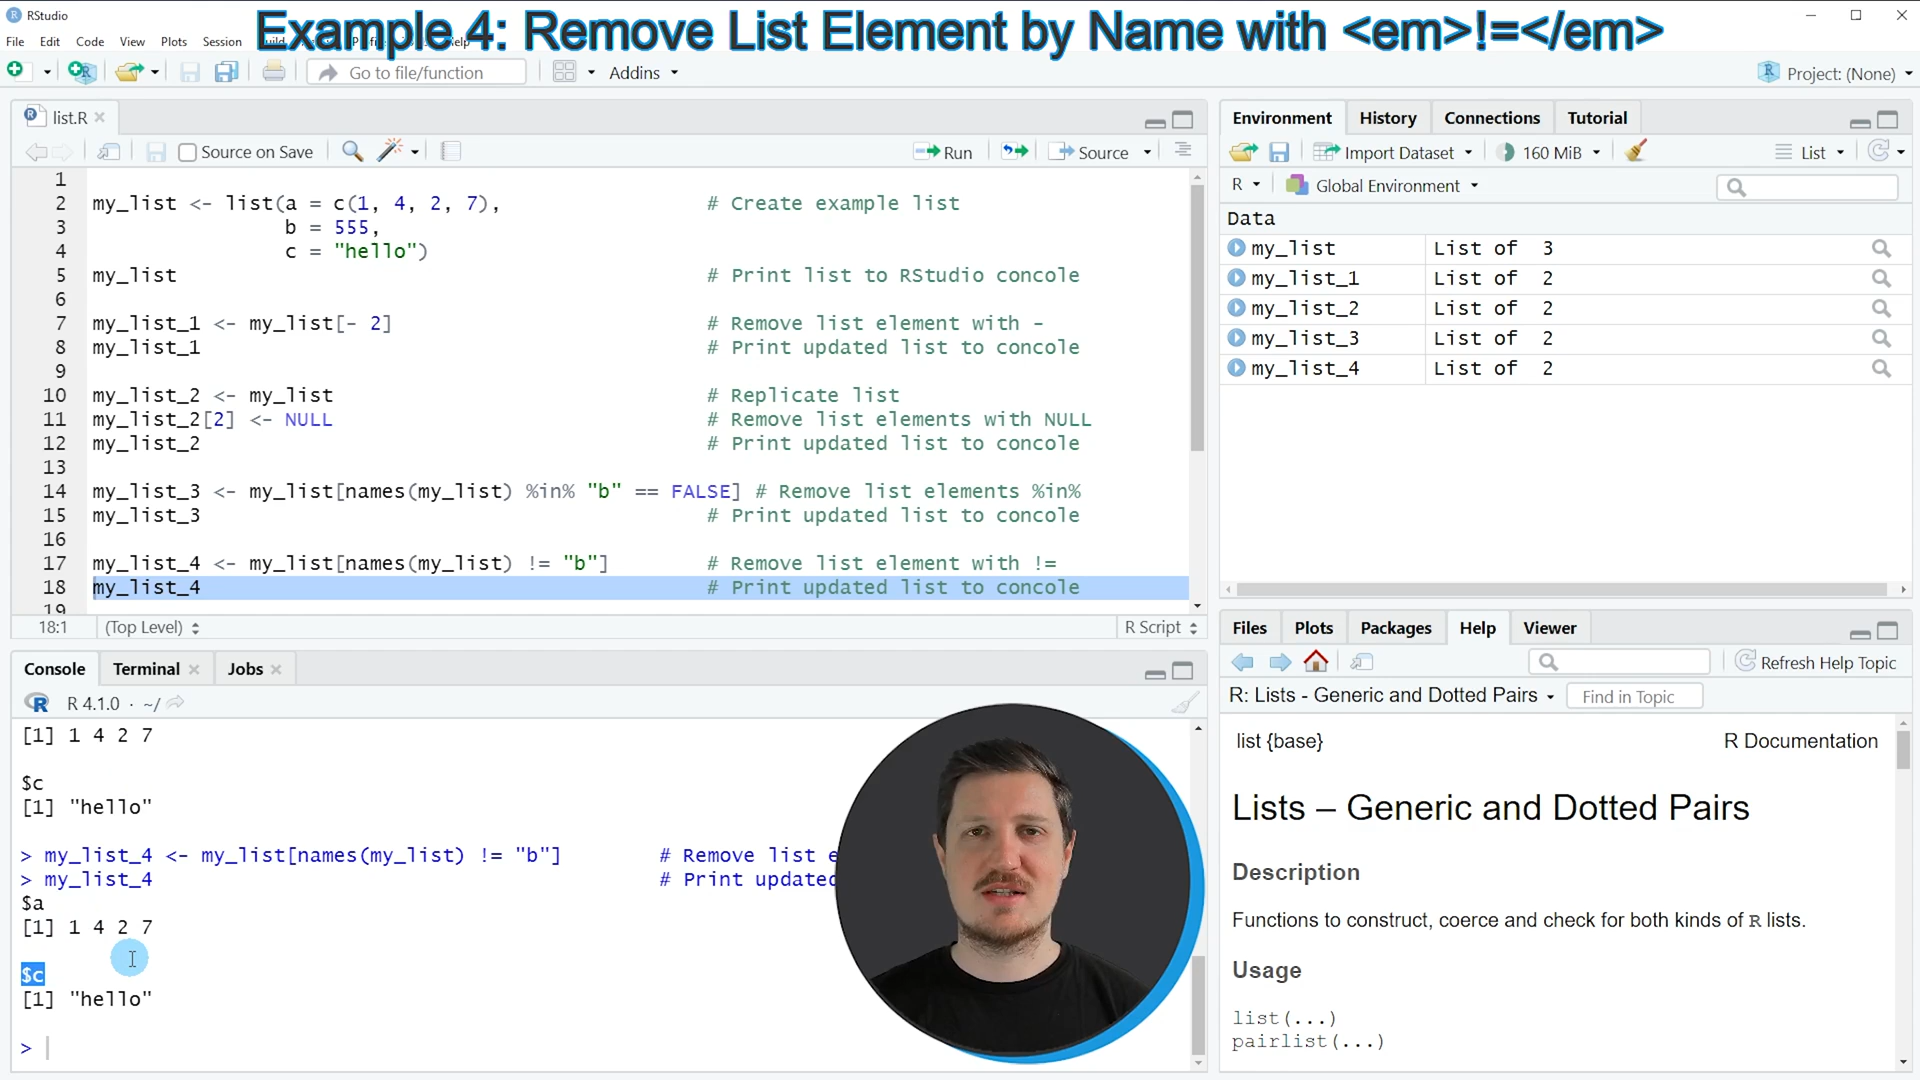 RStudio
Example 4: Remove List Element by Name with <em>!=</em>
File Edit Code View Plots Session Help
Go to file/function Addins Project: (None)
list.R
Source on Save Run Source
1
2 my_list <- list(a = c(1, 4, 2, 7), # Create example list
3 b = 555,
4 c = "hello")
5 my_list # Print list to RStudio concole
6
7 my_list_1 <- my_list[- 2] # Remove list element with -
8 my_list_1 # Print updated list to concole
9
10 my_list_2 <- my_list # Replicate list
11 my_list_2[2] <- NULL # Remove list elements with NULL
12 my_list_2 # Print updated list to concole
13
14 my_list_3 <- my_list[names(my_list) %in% "b" == FALSE] # Remove list elements %in%
15 my_list_3 # Print updated list to concole
16
17 my_list_4 <- my_list[names(my_list) != "b"] # Remove list element with !=
18 my_list_4 # Print updated list to concole
19
18:1 (Top Level) R Script
Console Terminal Jobs
R 4.1.0 · ~/
[1] 1 4 2 7
$c
[1] "hello"
> my_list_4 <- my_list[names(my_list) != "b"] # Remove list
> my_list_4 # Print updated
$a
[1] 1 4 2 7
$c
[1] "hello"
>
Environment History Connections Tutorial
Import Dataset 160 MiB List
R Global Environment
Data
my_list List of 3
my_list_1 List of 2
my_list_2 List of 2
my_list_3 List of 2
my_list_4 List of 2
Files Plots Packages Help Viewer
Refresh Help Topic
R: Lists - Generic and Dotted Pairs Find in Topic
list {base} R Documentation
Lists – Generic and Dotted Pairs
Description
Functions to construct, coerce and check for both kinds of R lists.
Usage
list(...)
pairlist(...)